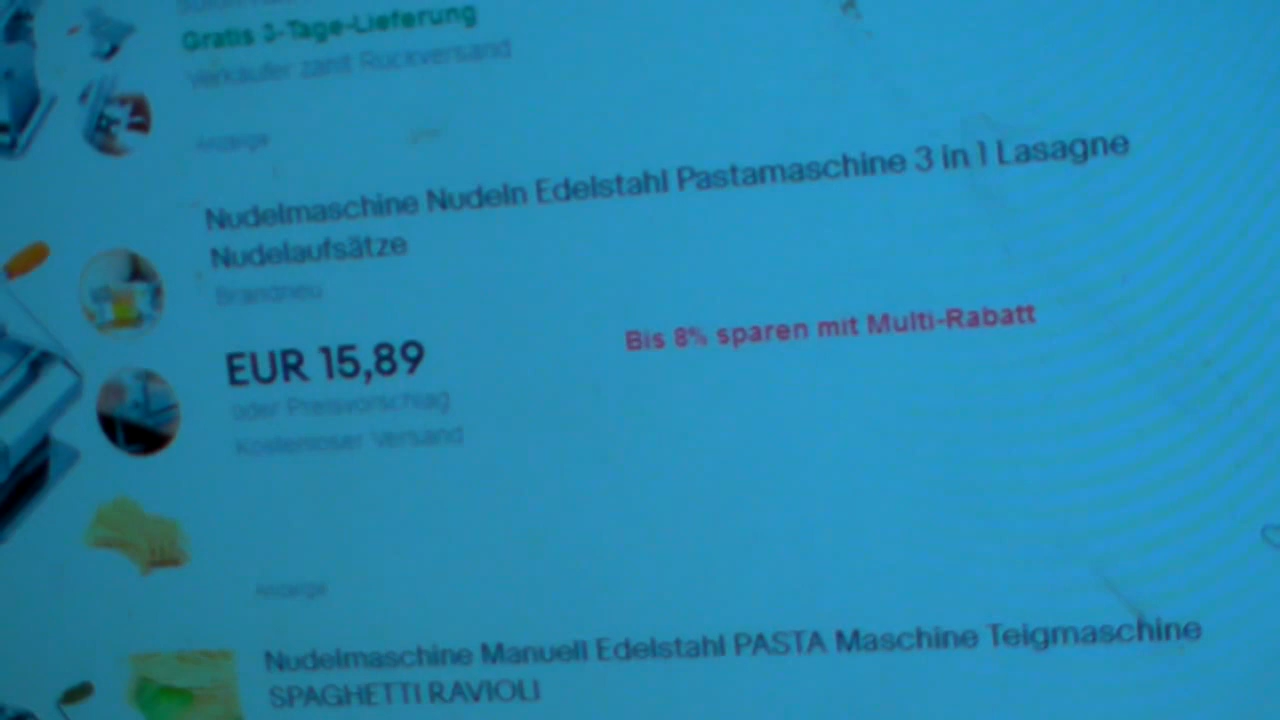 Gratis 3-Tage-Lieferung
Verkäufer zahlt Rückversand
Anzeige
Nudelmaschine Nudeln Edelstahl Pastamaschine 3 in 1 Lasagne
Nudelaufsätze
Brandneu
EUR 15,89
Bis 8% sparen mit Multi-Rabatt
oder Preisvorschlag
Kostenloser Versand
Anzeige
Nudelmaschine Manuell Edelstahl PASTA Maschine Teigmaschine
SPAGHETTI RAVIOLI